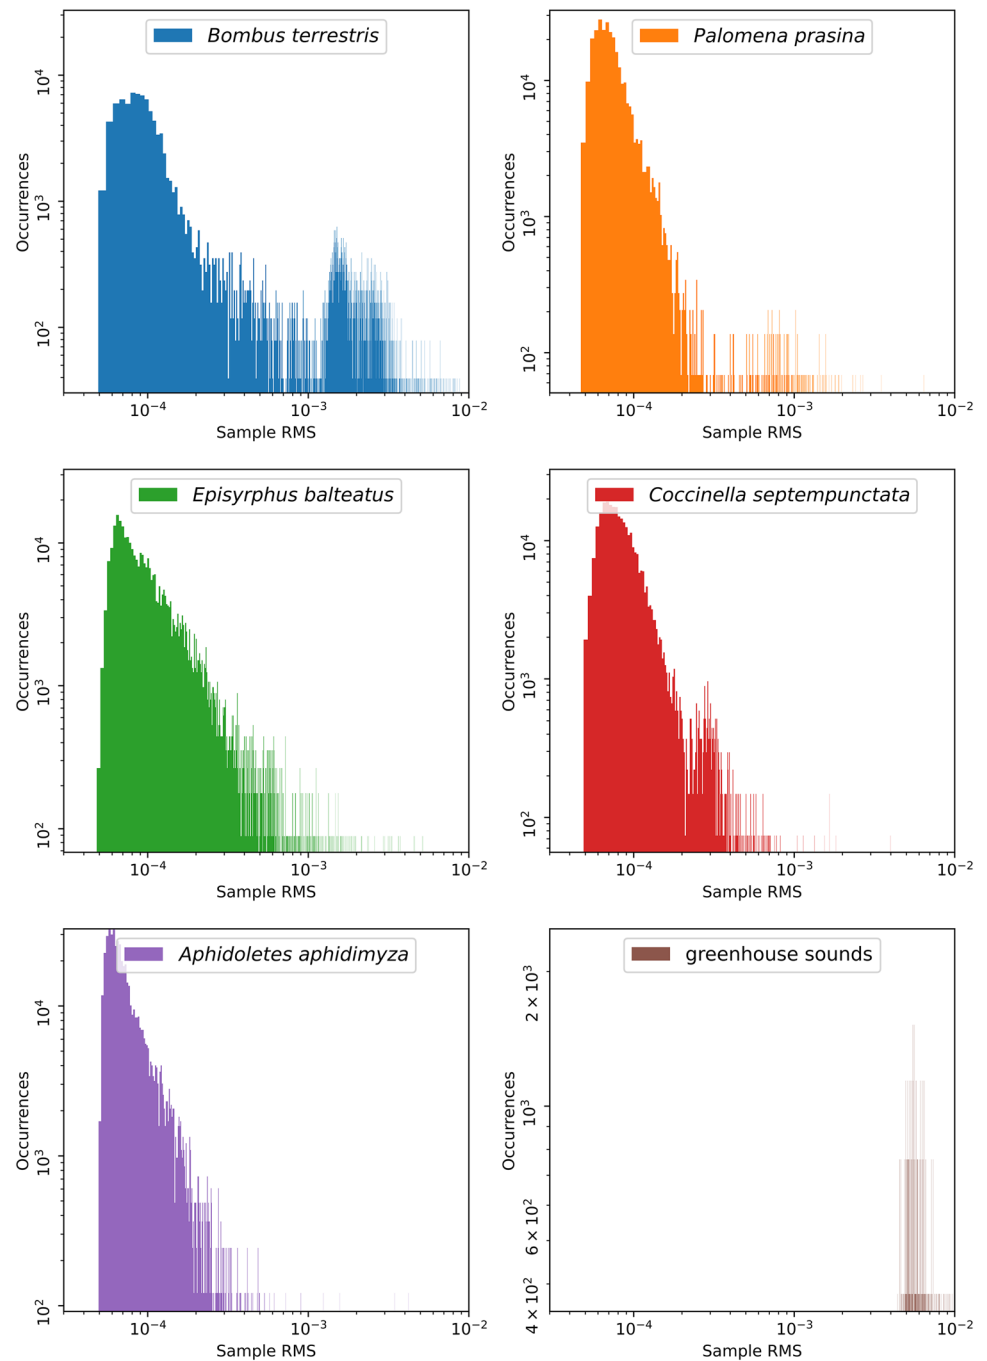 Bombus terrestris
Occurrences
10⁴
10³
10²
10⁻⁴ 10⁻³ 10⁻²
Sample RMS
Palomena prasina
Occurrences
10⁴
10³
10²
10⁻⁴ 10⁻³ 10⁻²
Sample RMS
Episyrphus balteatus
Occurrences
10⁴
10³
10²
10⁻⁴ 10⁻³ 10⁻²
Sample RMS
Coccinella septempunctata
Occurrences
10⁴
10³
10²
10⁻⁴ 10⁻³ 10⁻²
Sample RMS
Aphidoletes aphidimyza
Occurrences
10⁴
10³
10²
10⁻⁴ 10⁻³ 10⁻²
Sample RMS
greenhouse sounds
Occurrences
2 × 10³
10³
6 × 10²
4 × 10²
10⁻⁴ 10⁻³ 10⁻²
Sample RMS